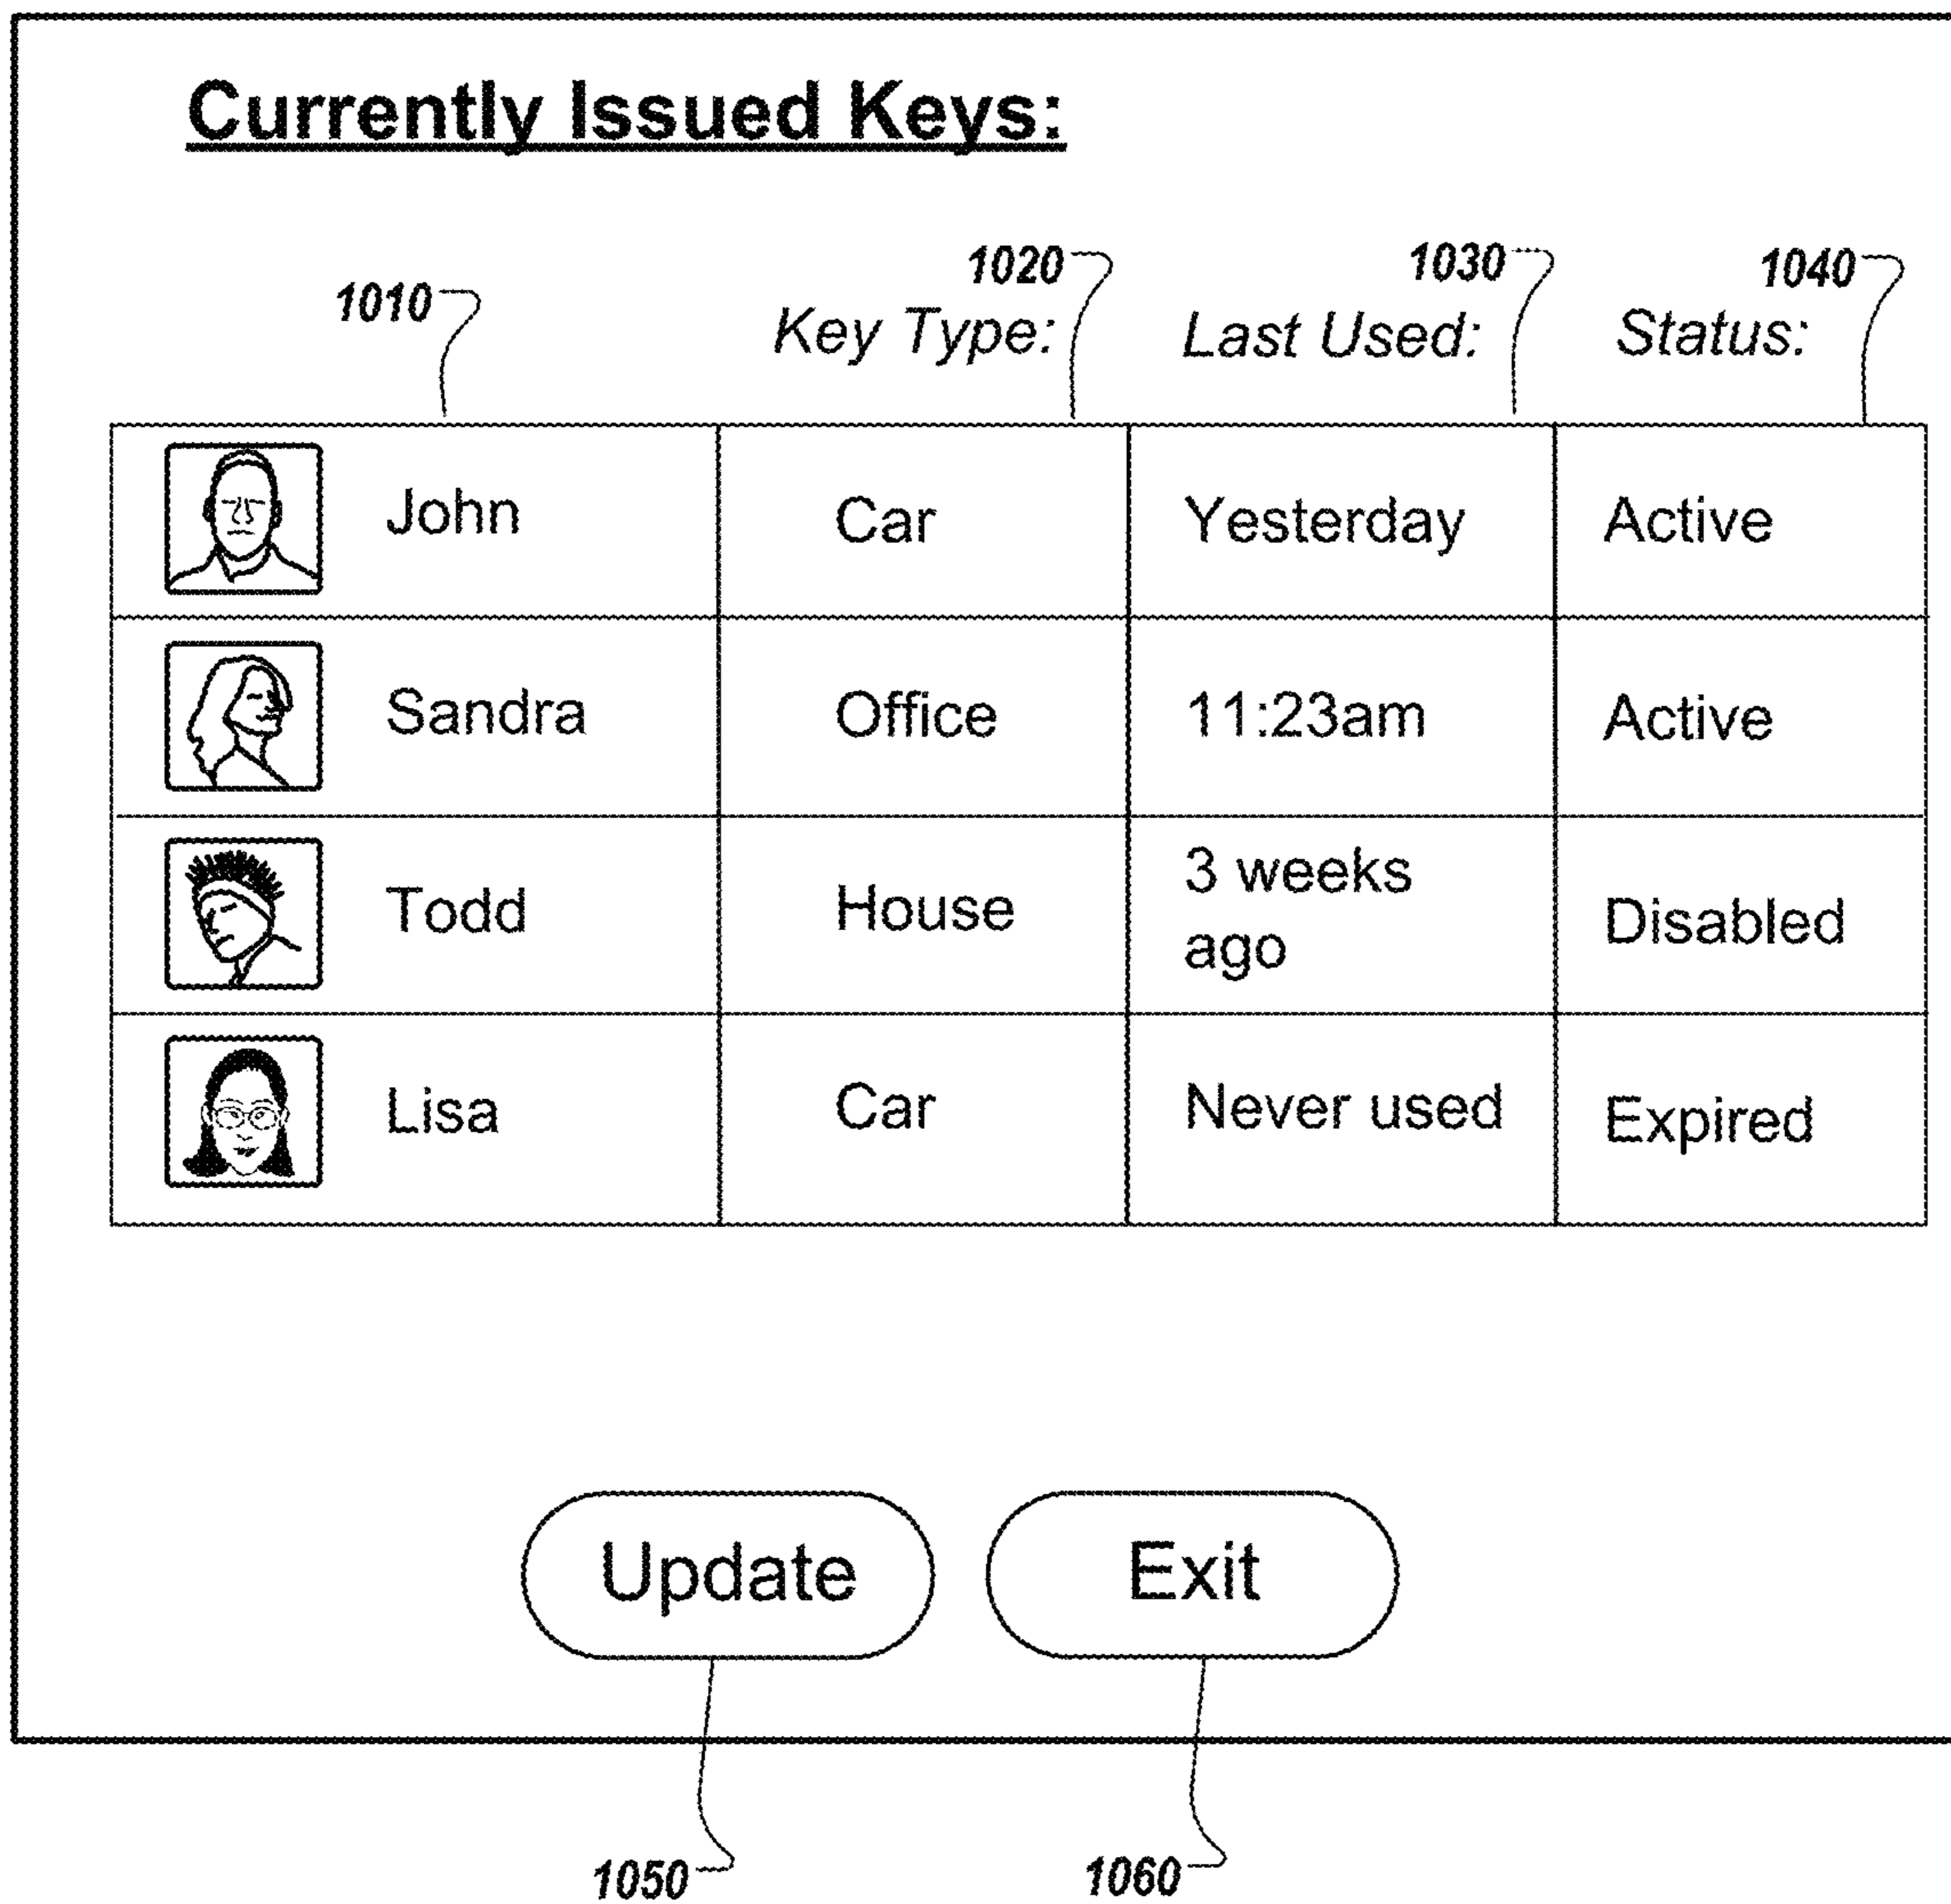 Currently Issued Keys:
1010
1020
1030
1040
Key Type:
Last Used:
Status:
John
Car
Yesterday
Active
Sandra
Office
11:23am
Active
Todd
House
3 weeks
ago
Disabled
Lisa
Car
Never used
Expired
Update
Exit
1050
1060